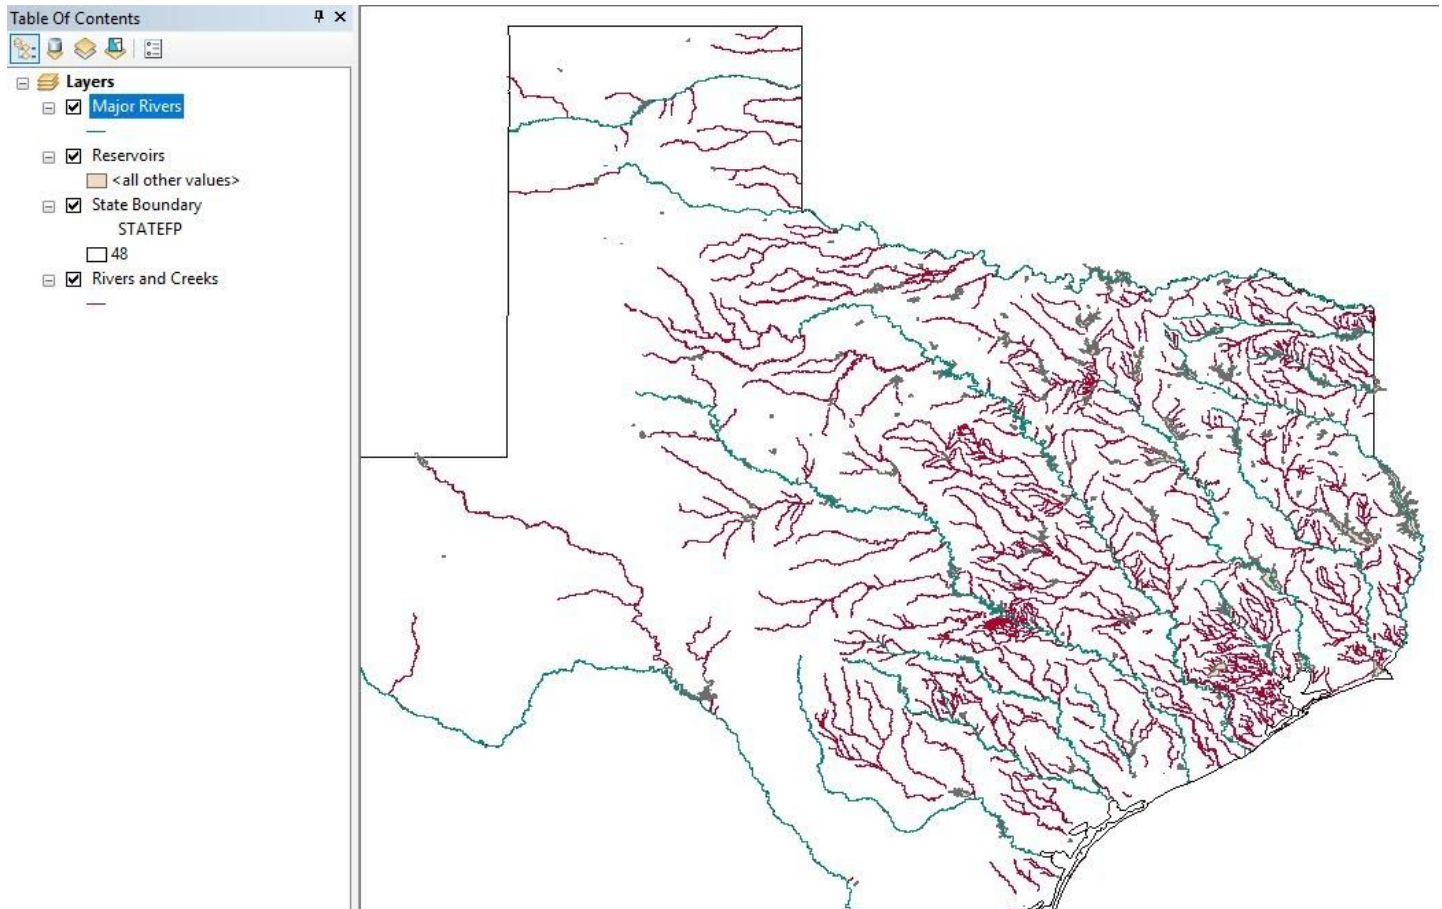 Table Of Contents
Layers
Major Rivers
Reservoirs
<all other values>
State Boundary
STATEFP
48
Rivers and Creeks